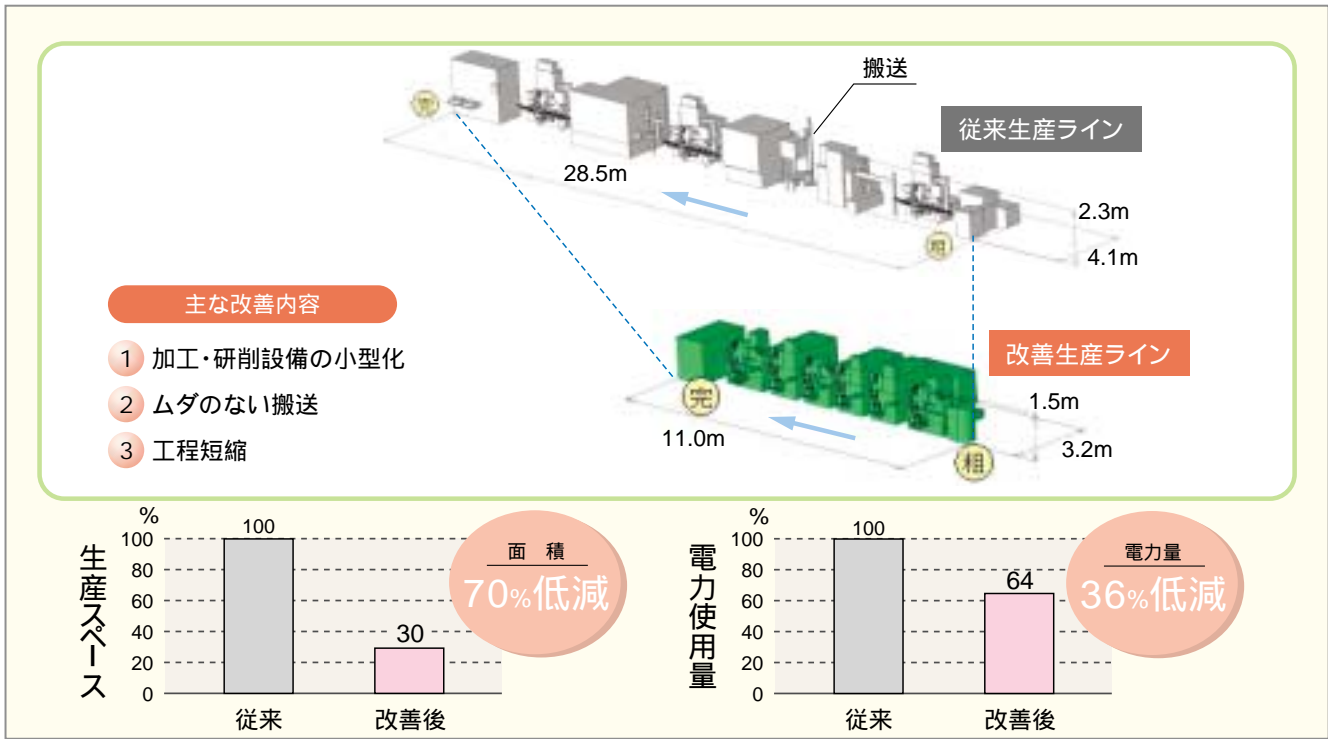 搬送
従来生産ライン
完
28.5m
2.3m
粗
4.1m
主な改善内容
1 加工・研削設備の小型化
2 ムダのない搬送
3 工程短縮
改善生産ライン
完
1.5m
11.0m
3.2m
粗
生産スペース
%
100
80
60
40
20
0
100
30
従来
改善後
面 積
70%低減
電力使用量
%
100
80
60
40
20
0
100
64
従来
改善後
電力量
36%低減